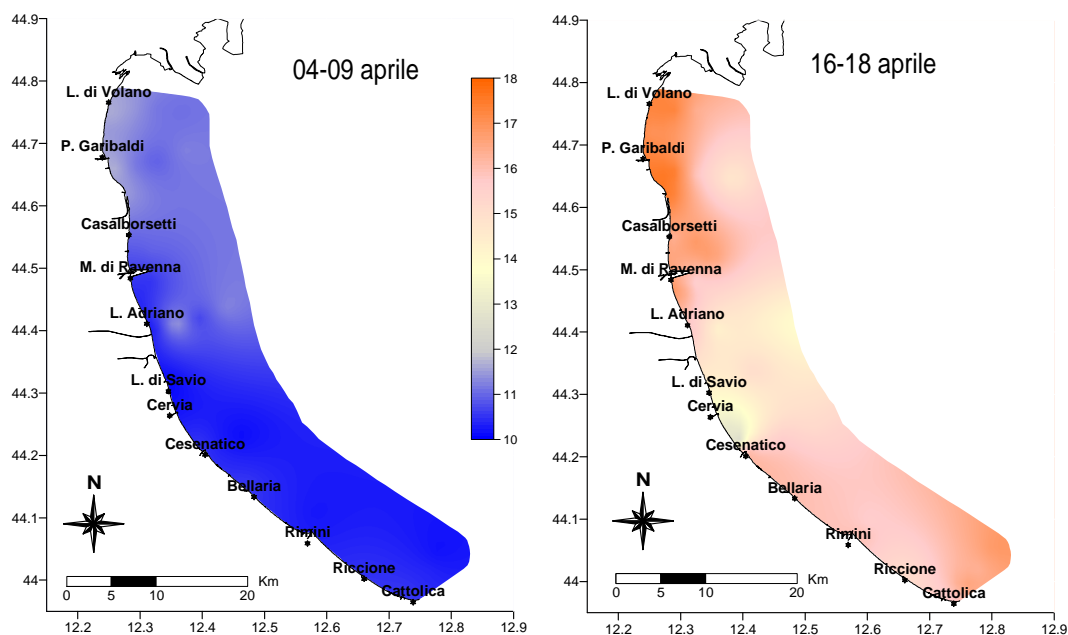 04-09 aprile
44.9
44.8
44.7
44.6
44.5
44.4
44.3
44.2
44.1
44
L. di Volano
P. Garibaldi
Casalborsetti
M. di Ravenna
L. Adriano
L. di Savio
Cervia
Cesenatico
Bellaria
Rimini
Riccione
Cattolica
N
0 5 10 20 Km
12.2 12.3 12.4 12.5 12.6 12.7 12.8 12.9
18
17
16
15
14
13
12
11
10
16-18 aprile
44.9
44.8
44.7
44.6
44.5
44.4
44.3
44.2
44.1
44
L. di Volano
P. Garibaldi
Casalborsetti
M. di Ravenna
L. Adriano
L. di Savio
Cervia
Cesenatico
Bellaria
Rimini
Riccione
Cattolica
N
0 5 10 20 Km
12.2 12.3 12.4 12.5 12.6 12.7 12.8 12.9